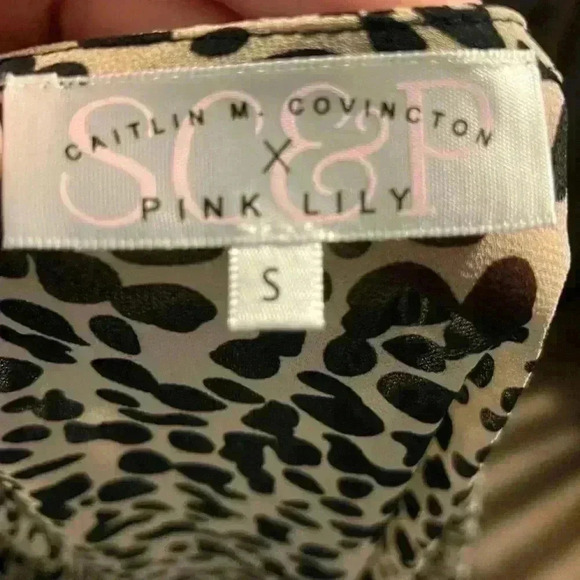 SC&P
CAITLIN M. COVINGTON
X
PINK LILY
S